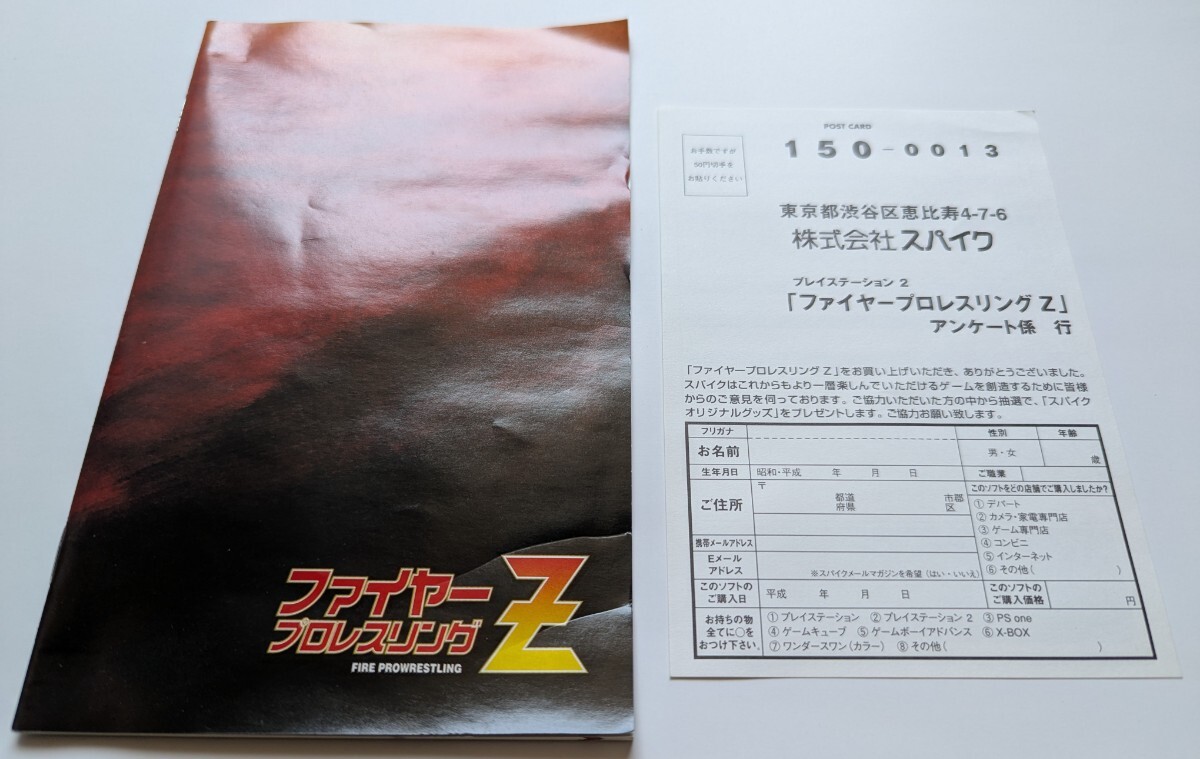 ファイヤー
プロレスリング
Z
FIRE PROWRESTLING
POST CARD
お手数ですが
50円切手を
お貼りください
150-0013
東京都渋谷区恵比寿4-7-6
株式会社スパイク
プレイステーション 2
「ファイヤープロレスリング Z」
アンケート係 行
「ファイヤープロレスリング Z」をお買い上げいただき、ありがとうございました。
スパイクはこれからもより一層楽しんでいただけるゲームを創造するために皆様
からのご意見を伺っております。ご協力いただいた方の中から抽選で、「スパイク
オリジナルグッズ」をプレゼントします。ご協力お願い致します。
フリガナ 性別 年齢
お名前 男・女 歳
生年月日 昭和・平成 年 月 日 ご職業
ご住所 〒 都道府県 市郡区
このソフトをどの店舗でご購入しましたか?
① デパート
② カメラ・家電専門店
③ ゲーム専門店
④ コンビニ
⑤ インターネット
⑥ その他( )
携帯メールアドレス
Eメール
アドレス
※スパイクメールマガジンを希望(はい・いいえ)
このソフトの
ご購入日 平成 年 月 日
このソフトの
ご購入価格 円
お持ちの物
全てに○を
おつけ下さい。
① プレイステーション ② プレイステーション 2 ③ PS one
④ ゲームキューブ ⑤ ゲームボーイアドバンス ⑥ X-BOX
⑦ ワンダースワン(カラー) ⑧ その他( )